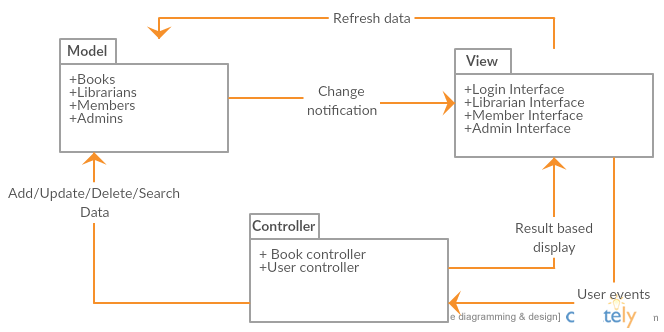 Refresh data
Model
+Books
+Librarians
+Members
+Admins
Change
notification
View
+Login Interface
+Librarian Interface
+Member Interface
+Admin Interface
Add/Update/Delete/Search
Data
Controller
+ Book controller
+User controller
Result based
display
User events
e diagramming & design]